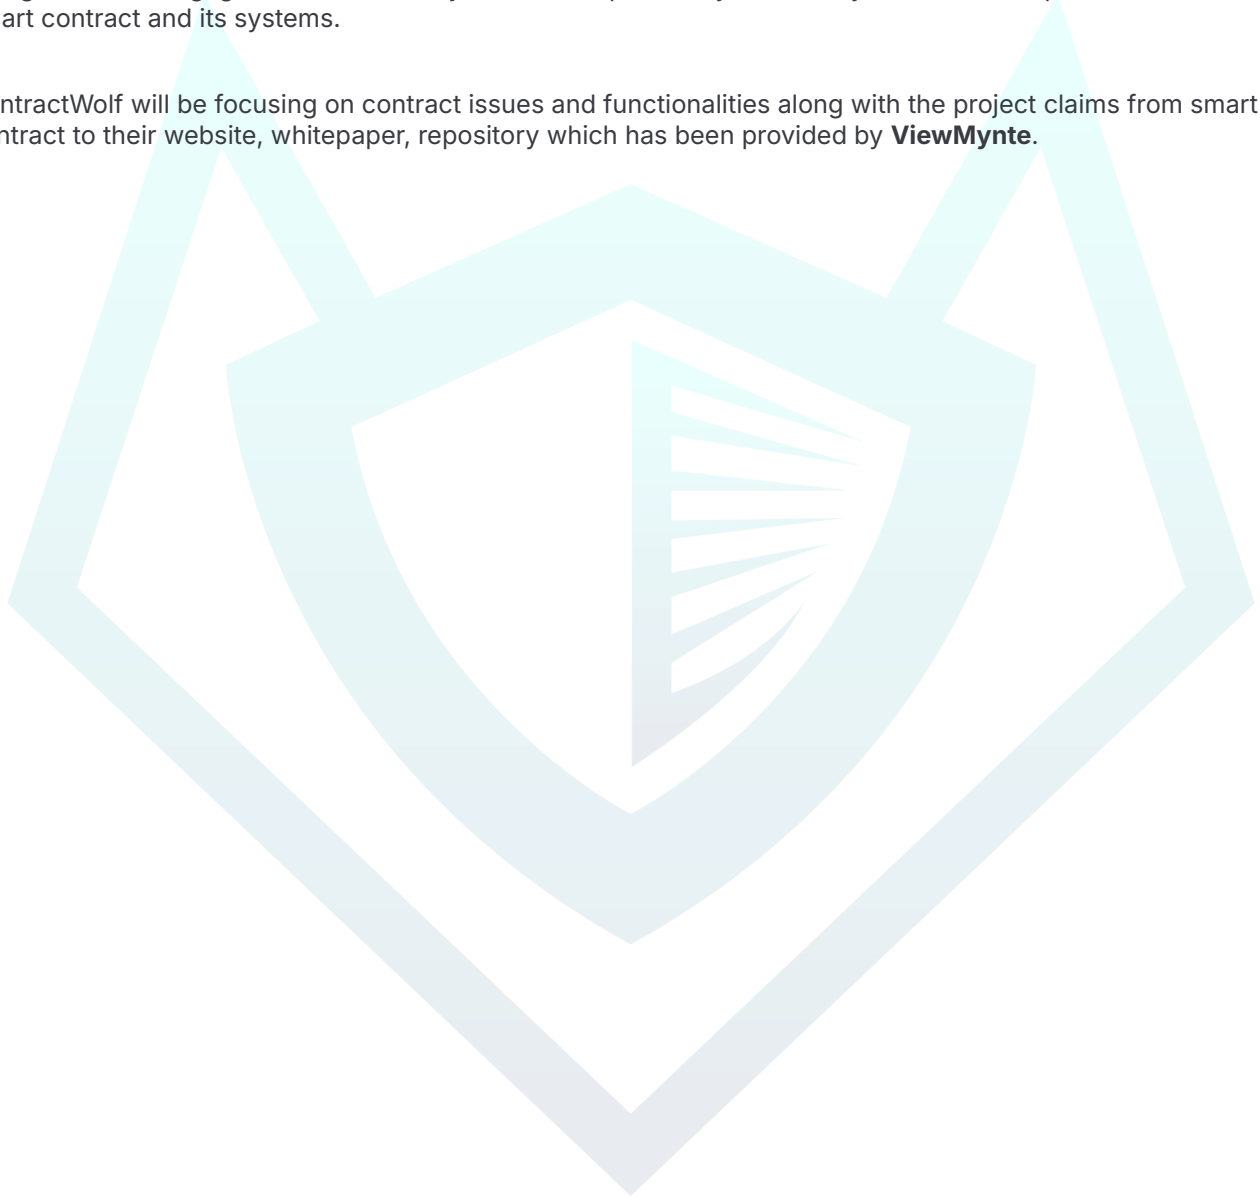 art contract and its systems.
ntractWolf will be focusing on contract issues and functionalities along with the project claims from smart
ntract to their website, whitepaper, repository which has been provided by ViewMynte.